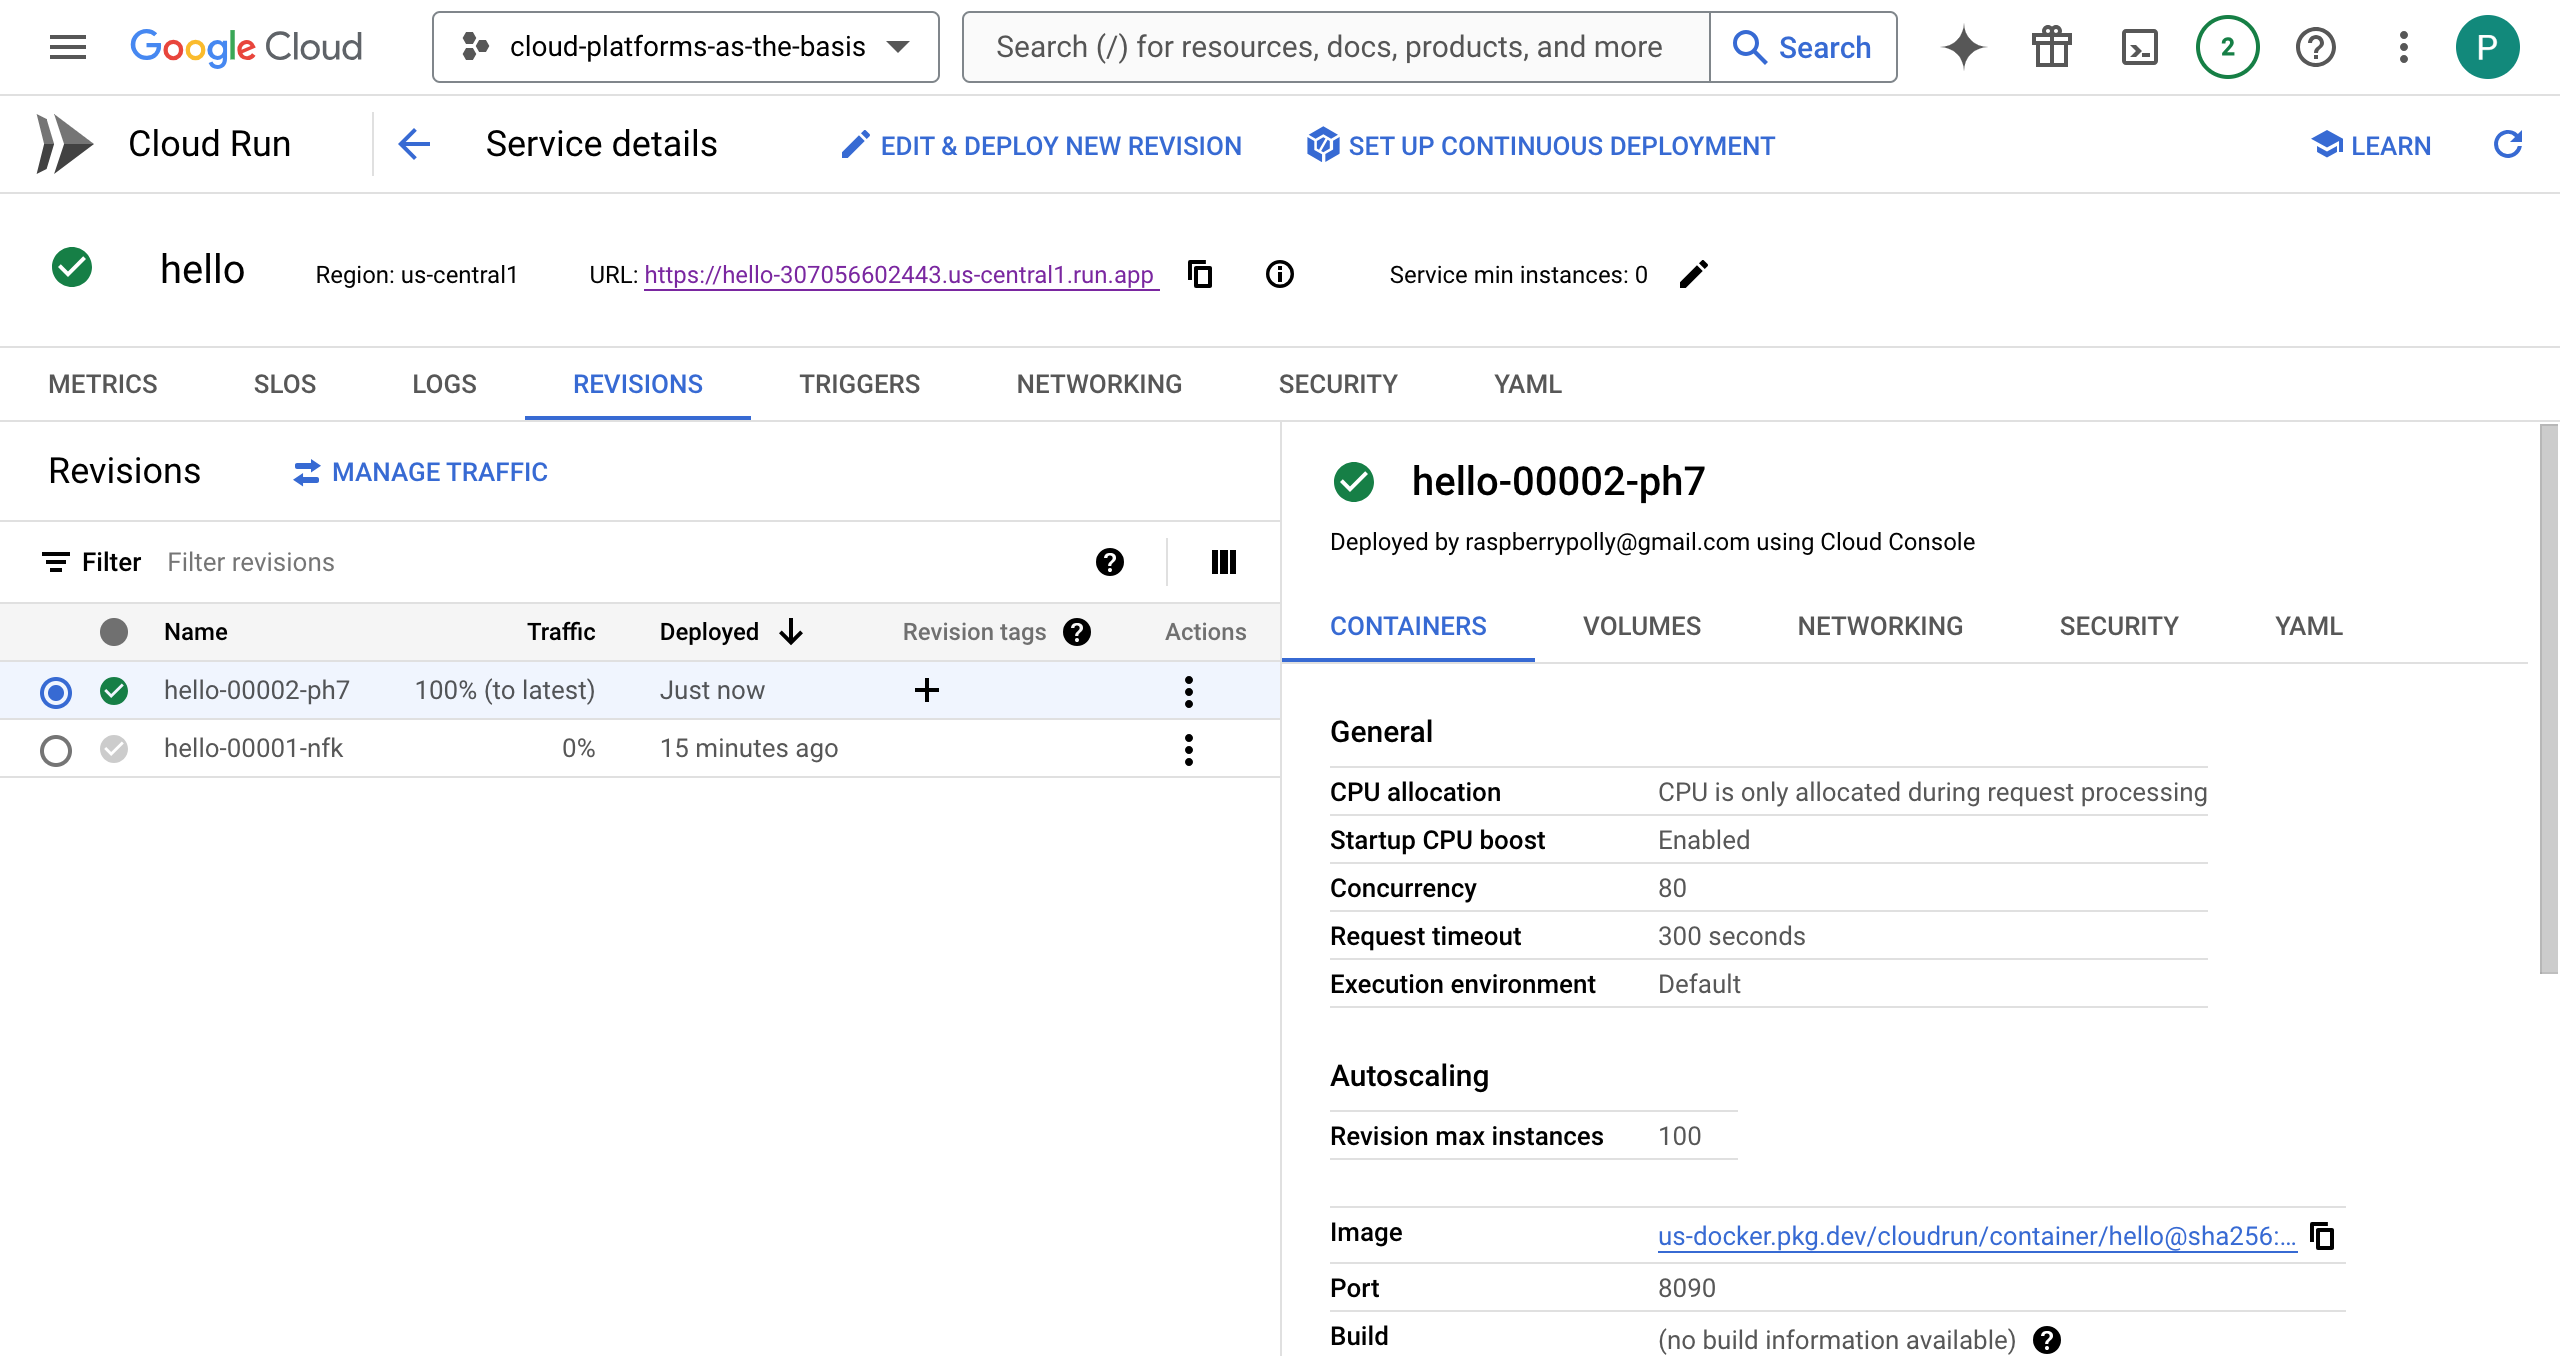 Google Cloud
cloud-platforms-as-the-basis
Search (/) for resources, docs, products, and more
Search
2
P
Cloud Run
Service details
EDIT & DEPLOY NEW REVISION
SET UP CONTINUOUS DEPLOYMENT
LEARN
hello
Region: us-central1
URL: https://hello-307056602443.us-central1.run.app
Service min instances: 0
METRICS
SLOS
LOGS
REVISIONS
TRIGGERS
NETWORKING
SECURITY
YAML
Revisions
MANAGE TRAFFIC
Filter
Filter revisions
Name Traffic Deployed Revision tags Actions
hello-00002-ph7 100% (to latest) Just now
hello-00001-nfk 0% 15 minutes ago
hello-00002-ph7
Deployed by raspberrypolly@gmail.com using Cloud Console
CONTAINERS
VOLUMES
NETWORKING
SECURITY
YAML
General
CPU allocation CPU is only allocated during request processing
Startup CPU boost Enabled
Concurrency 80
Request timeout 300 seconds
Execution environment Default
Autoscaling
Revision max instances 100
Image us-docker.pkg.dev/cloudrun/container/hello@sha256:...
Port 8090
Build (no build information available)